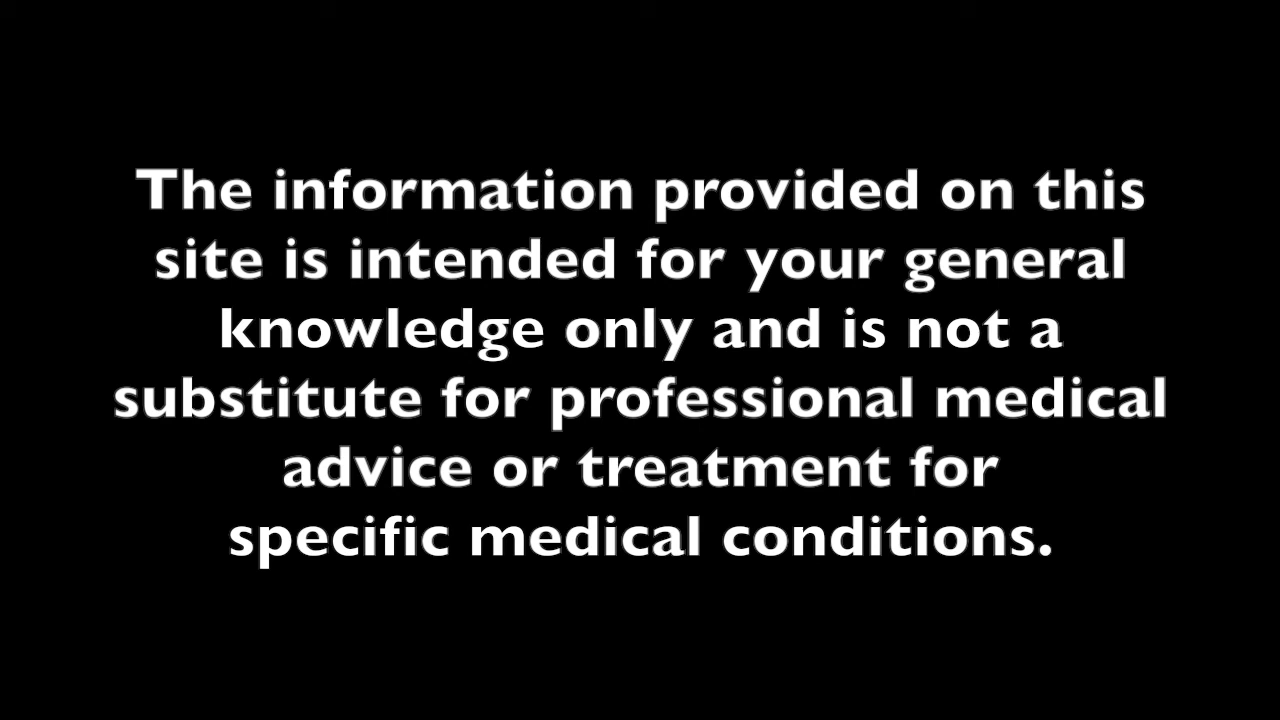 The information provided on this
site is intended for your general
knowledge only and is not a
substitute for professional medical
advice or treatment for
specific medical conditions.